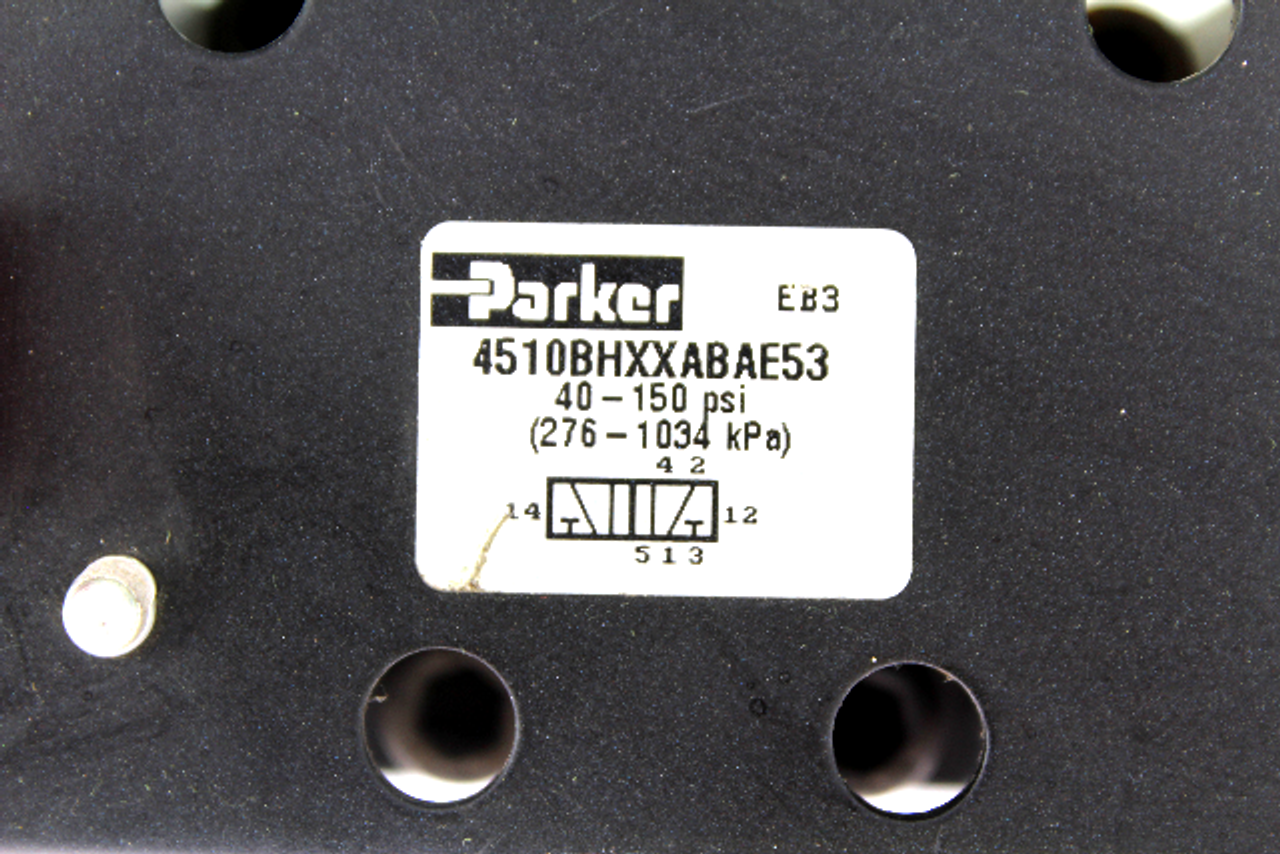 Parker EB3
4510BHXXABAE53
40-150 psi
(276-1034 kPa)
4 2
14 12
5 1 3